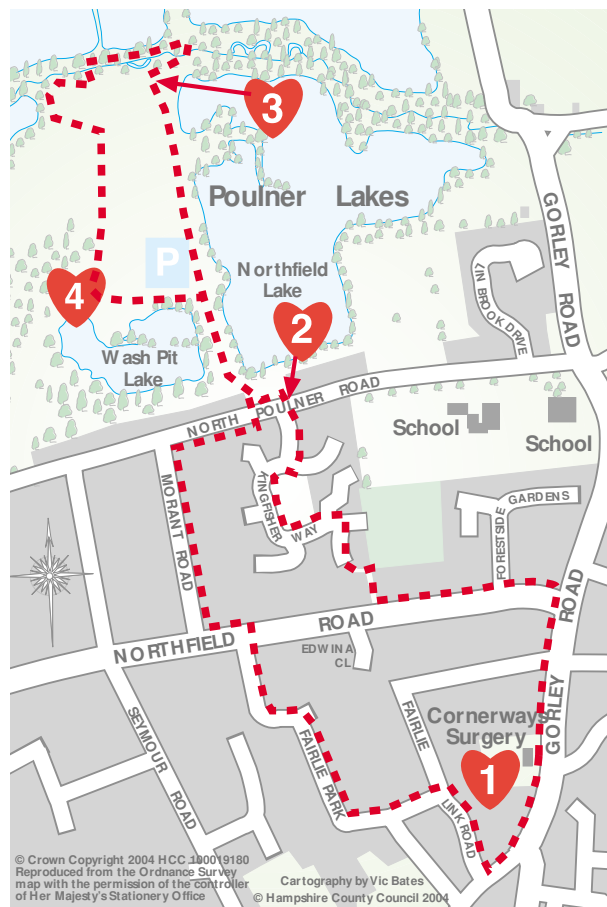 3
Poulner Lakes
GORLEY ROAD
P
Northfield
Lake
4
2
Wash Pit
Lake
NORTH POULNER ROAD
School
School
MORANT ROAD
KINGFISHER
WAY
GARDENS
FORESTSIDE
NORTHFIELD ROAD
EDWINA
CL
GORLEY ROAD
SEYMOUR ROAD
FAIRLIE PARK
FAIRLIE
Cornerways
Surgery
1
LINK ROAD
© Crown Copyright 2004 HCC 100019180
Reproduced from the Ordnance Survey
map with the permission of the controller
of Her Majesty's Stationery Office
Cartography by Vic Bates
© Hampshire County Council 2004